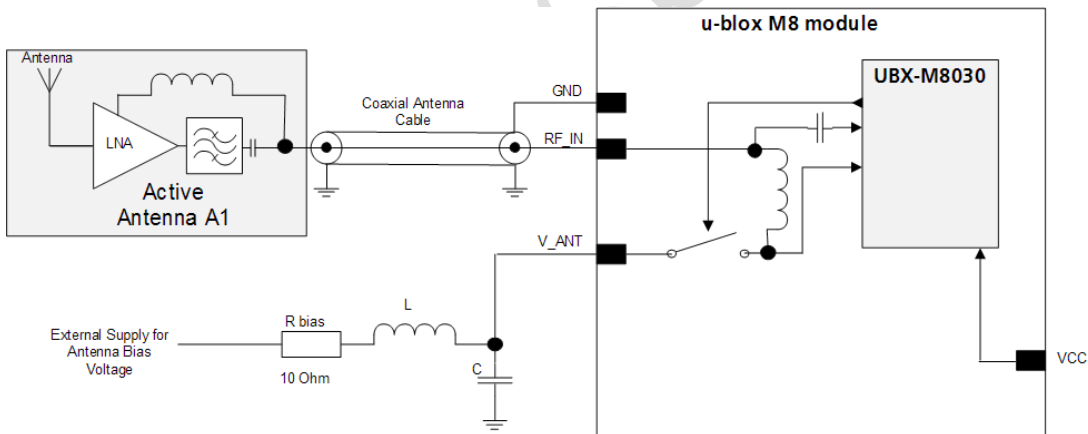 u-blox M8 module
Antenna
UBX-M8030
GND
Coaxial Antenna
Cable
RF_IN
LNA
Active
Antenna A1
V_ANT
L
R bias
External Supply for
Antenna Bias
Voltage
C
10 Ohm
VCC